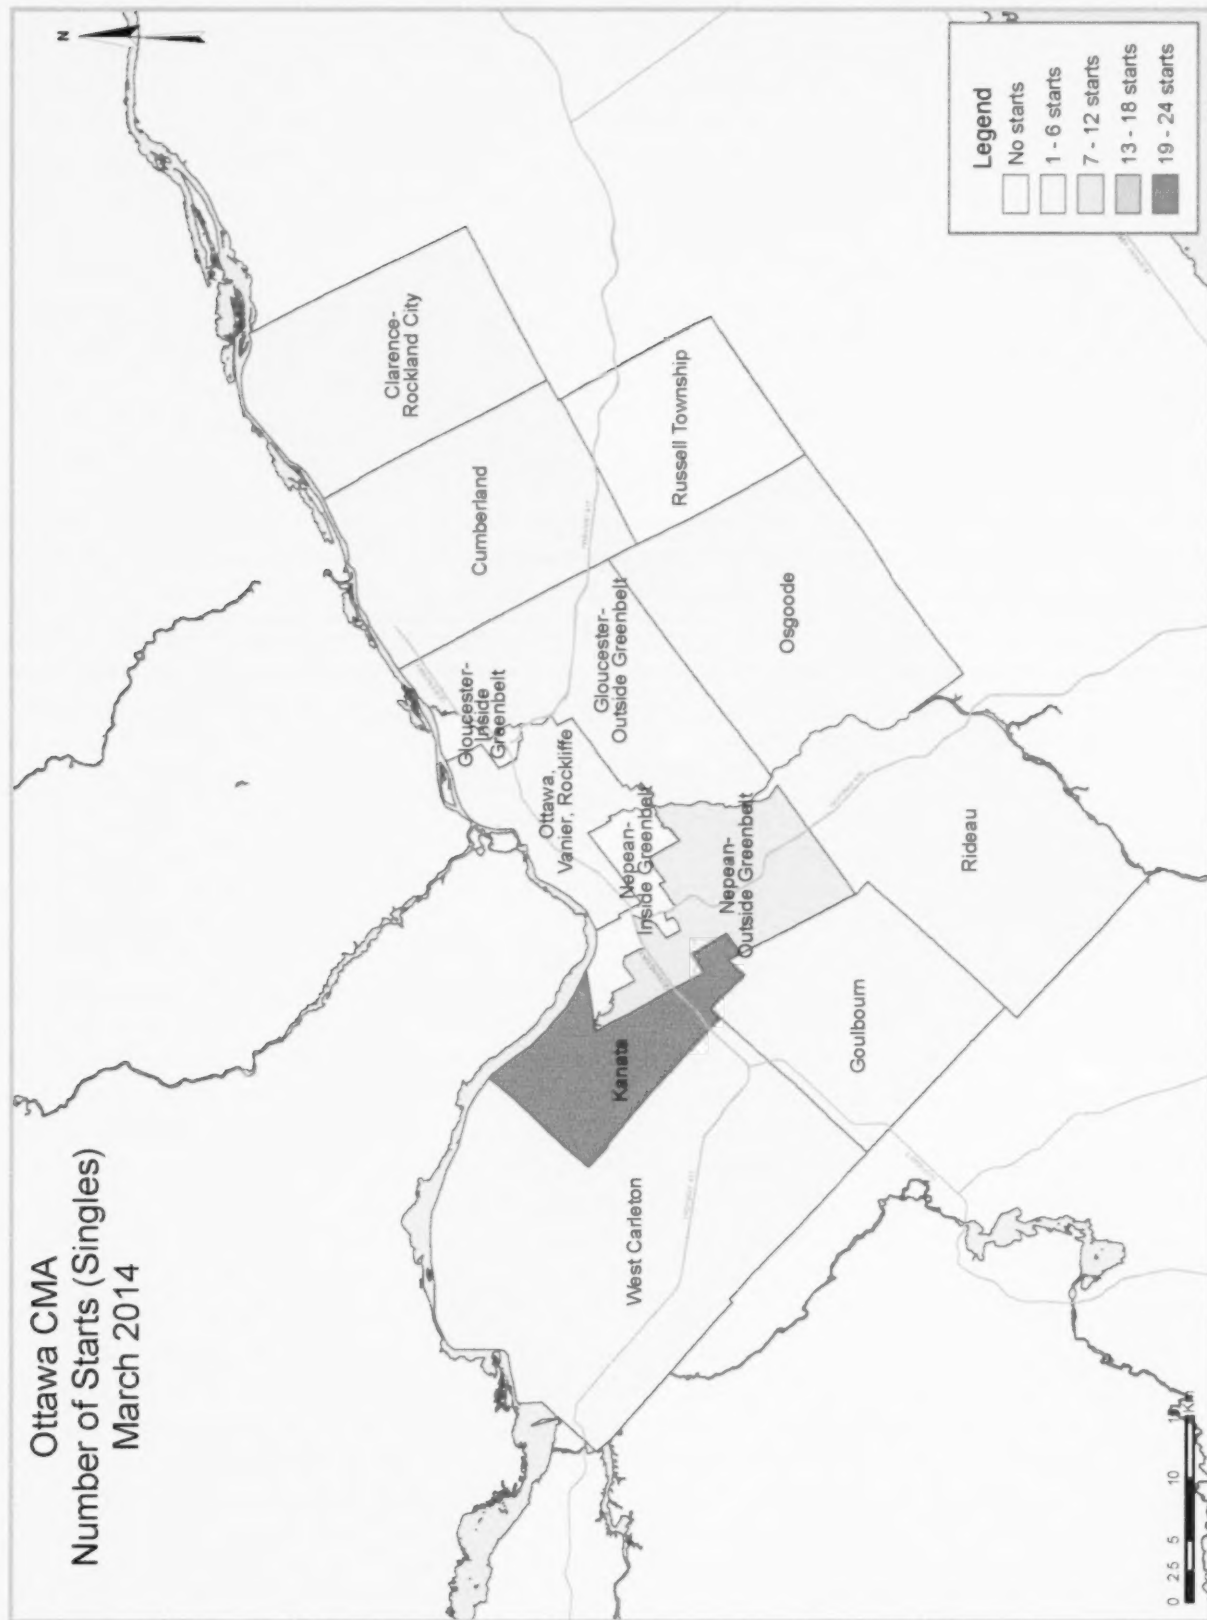 Ottawa CMA
Number of Starts (Singles)
March 2014
N
Legend
No starts
1 - 6 starts
7 - 12 starts
13 - 18 starts
19 - 24 starts
Clarence-
Rockland City
Cumberland
Russell Township
Gloucester-
Inside
Greenbelt
Gloucester-
Outside Greenbelt
Osgoode
Ottawa,
Vanier, Rockliffe
Nepean-
Inside Greenbelt
Nepean-
Outside Greenbelt
Rideau
Kanata
Goulbourn
West Carleton
0 2.5 5 10
Km